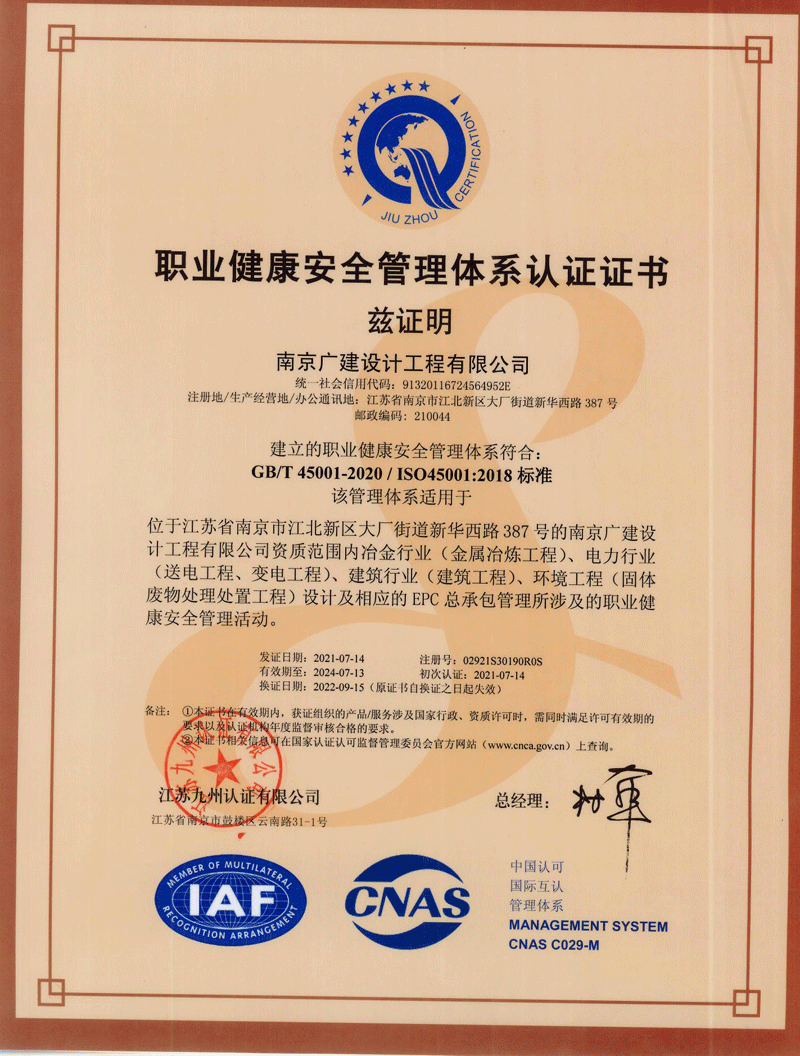 JIU ZHOU CERTIFICATION
职业健康安全管理体系认证证书
兹证明
南京广建设计工程有限公司
统一社会信用代码：91320116724564952E
注册地/生产经营地/办公通讯地：江苏省南京市江北新区大厂街道新华西路 387 号
邮政编码: 210044
建立的职业健康安全管理体系符合:
GB/T 45001-2020 / ISO45001:2018 标准
该管理体系适用于
位于江苏省南京市江北新区大厂街道新华西路 387 号的南京广建设
计工程有限公司资质范围内冶金行业（金属冶炼工程）、电力行业
（送电工程、变电工程）、建筑行业（建筑工程）、环境工程（固体
废物处理处置工程）设计及相应的 EPC 总承包管理所涉及的职业健
康安全管理活动。
发证日期：2021-07-14 注册号：02921S30190R0S
有效期至：2024-07-13 初次认证：2021-07-14
换证日期：2022-09-15（原证书自换证之日起失效）
备注： ①本证书在有效期内，获证组织的产品/服务涉及国家行政、资质许可时，需同时满足许可有效期的
要求以及认证机构年度监督审核合格的要求。
②本证书相关信息可在国家认证认可监督管理委员会官方网站（www.cnca.gov.cn）上查询。
江苏九州认证有限公司
总经理：
江苏省南京市鼓楼区云南路31-1号
MEMBER OF MULTILATERAL
IAF
RECOGNITION ARRANGEMENT
CNAS
中国认可
国际互认
管理体系
MANAGEMENT SYSTEM
CNAS C029-M